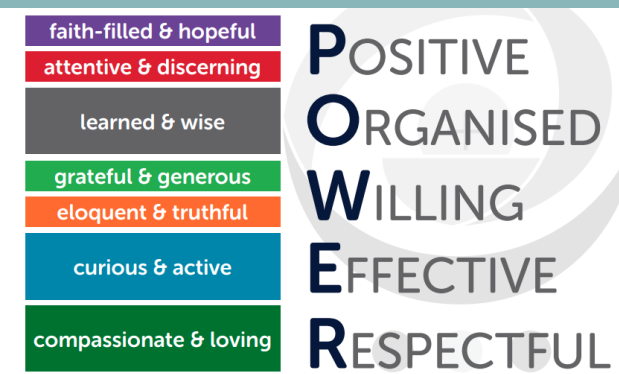 faith-filled & hopeful
attentive & discerning
learned & wise
grateful & generous
eloquent & truthful
curious & active
compassionate & loving
POSITIVE
ORGANISED
WILLING
EFFECTIVE
RESPECTFUL